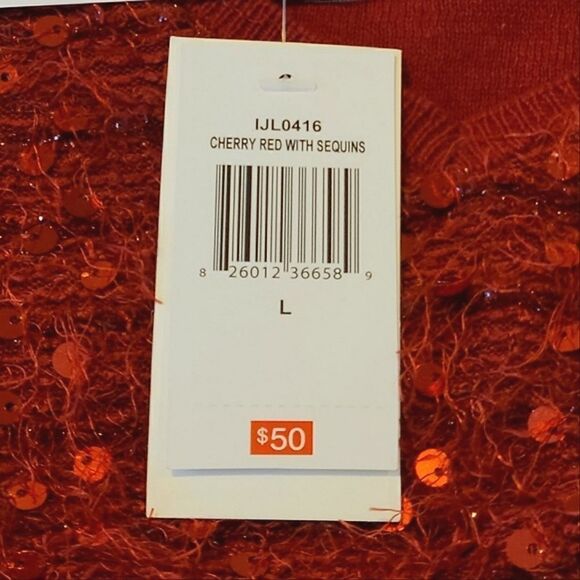 IJL0416
CHERRY RED WITH SEQUINS
8 26012 36658 9
L
$50